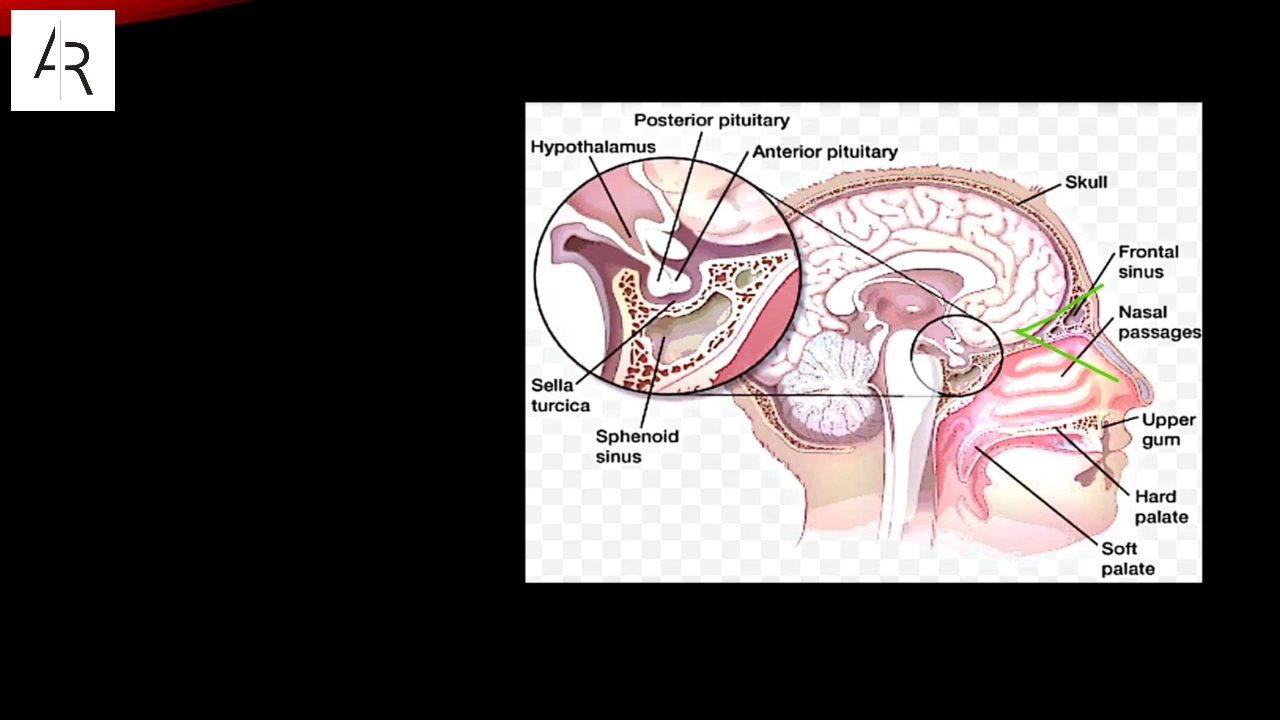 AR
Posterior pituitary
Hypothalamus
Anterior pituitary
Skull
Frontal
sinus
Nasal
passages
Sella
turcica
Sphenoid
sinus
Upper
gum
Hard
palate
Soft
palate